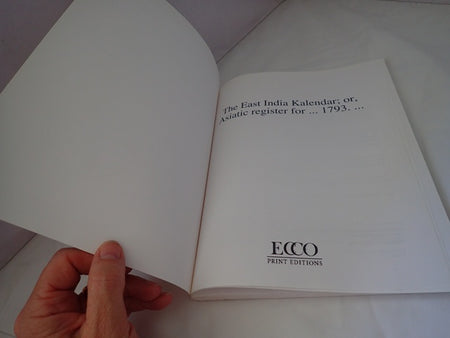 The East India Kalendar; or,
Asiatic register for ... 1793. ...
ECCO
PRINT EDITIONS